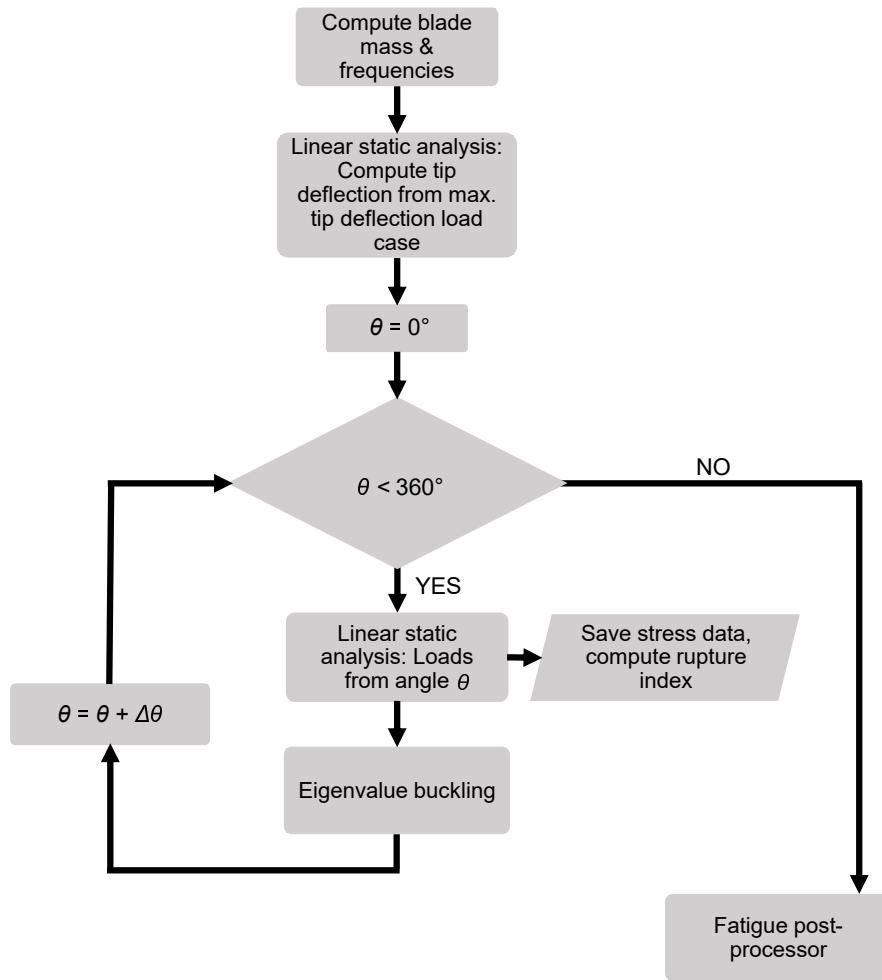 Compute blade
mass &
frequencies
Linear static analysis:
Compute tip
deflection from max.
tip deflection load
case
θ = 0°
θ < 360°
NO
YES
Linear static
analysis: Loads
from angle θ
Save stress data,
compute rupture
index
θ = θ + Δθ
Eigenvalue buckling
Fatigue post-
processor